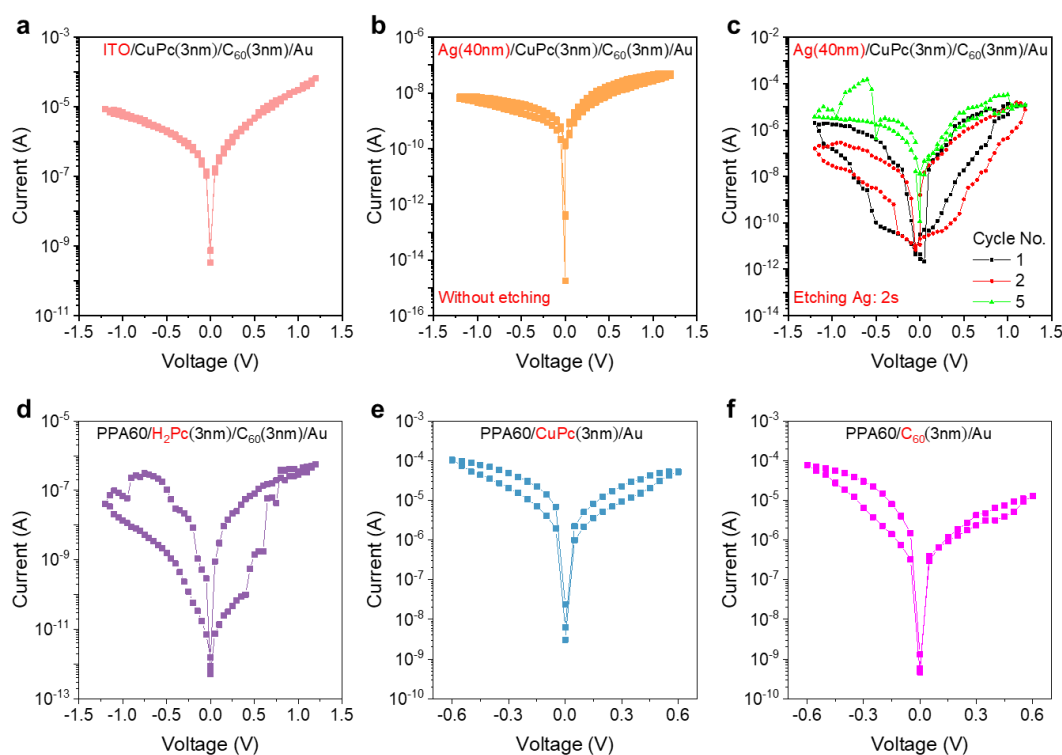 a
ITO/CuPc(3nm)/C₆₀(3nm)/Au
10⁻³
10⁻⁵
10⁻⁷
10⁻⁹
10⁻¹¹
Current (A)
-1.5 -1.0 -0.5 0.0 0.5 1.0 1.5
Voltage (V)
b
Ag(40nm)/CuPc(3nm)/C₆₀(3nm)/Au
10⁻⁶
10⁻⁸
10⁻¹⁰
10⁻¹²
10⁻¹⁴
10⁻¹⁶
Current (A)
Without etching
-1.5 -1.0 -0.5 0.0 0.5 1.0 1.5
Voltage (V)
c
Ag(40nm)/CuPc(3nm)/C₆₀(3nm)/Au
10⁻²
10⁻⁴
10⁻⁶
10⁻⁸
10⁻¹⁰
10⁻¹²
10⁻¹⁴
Current (A)
Cycle No.
1
2
5
Etching Ag: 2s
-1.5 -1.0 -0.5 0.0 0.5 1.0 1.5
Voltage (V)
d
PPA60/H₂Pc(3nm)/C₆₀(3nm)/Au
10⁻⁵
10⁻⁷
10⁻⁹
10⁻¹¹
10⁻¹³
Current (A)
-1.5 -1.0 -0.5 0.0 0.5 1.0 1.5
Voltage (V)
e
PPA60/CuPc(3nm)/Au
10⁻³
10⁻⁴
10⁻⁵
10⁻⁶
10⁻⁷
10⁻⁸
10⁻⁹
10⁻¹⁰
Current (A)
-0.6 -0.3 0.0 0.3 0.6
Voltage (V)
f
PPA60/C₆₀(3nm)/Au
10⁻³
10⁻⁴
10⁻⁵
10⁻⁶
10⁻⁷
10⁻⁸
10⁻⁹
10⁻¹⁰
Current (A)
-0.6 -0.3 0.0 0.3 0.6
Voltage (V)